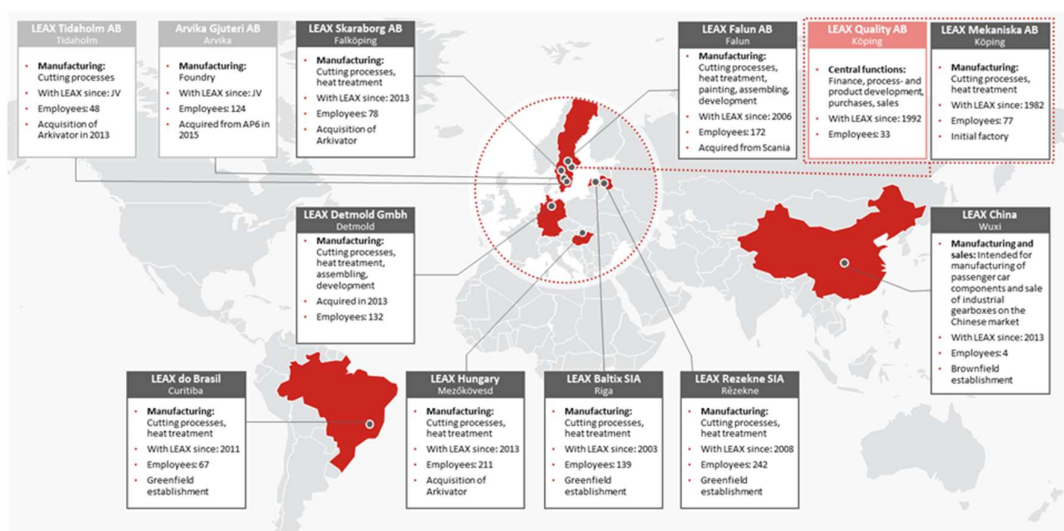 LEAX Tidaholm AB
Tidaholm
Manufacturing:
Cutting processes
With LEAX since: JV
Employees: 48
Acquisition of
Arkivator in 2013
Arvika Gjuteri AB
Arvika
Manufacturing:
Foundry
With LEAX since: JV
Employees: 124
Acquired from AP6 in
2015
LEAX Skaraborg AB
Falköping
Manufacturing:
Cutting processes,
heat treatment
With LEAX since: 2013
Employees: 78
Acquisition of
Arkivator
LEAX Falun AB
Falun
Manufacturing:
Cutting processes,
heat treatment,
painting, assembling,
development
With LEAX since: 2006
Employees: 172
Acquired from Scania
LEAX Quality AB
Köping
Central functions:
Finance, process- and
product development,
purchases, sales
With LEAX since: 1992
Employees: 33
LEAX Mekaniska AB
Köping
Manufacturing:
Cutting processes,
heat treatment
With LEAX since: 1982
Employees: 77
Initial factory
LEAX Detmold Gmbh
Detmold
Manufacturing:
Cutting processes,
heat treatment,
assembling,
development
Acquired in 2013
Employees: 132
LEAX China
Wuxi
Manufacturing and
sales: Intended for
manufacturing of
passenger car
components and sale
of industrial
gearboxes on the
Chinese market
With LEAX since: 2013
Employees: 4
Brownfield
establishment
LEAX do Brasil
Curitiba
Manufacturing:
Cutting processes,
heat treatment
With LEAX since: 2011
Employees: 67
Greenfield
establishment
LEAX Hungary
Mezőkövesd
Manufacturing:
Cutting processes,
heat treatment
With LEAX since: 2013
Employees: 211
Acquisition of
Arkivator
LEAX Baltix SIA
Riga
Manufacturing:
Cutting processes,
heat treatment
With LEAX since: 2003
Employees: 139
Greenfield
establishment
LEAX Rezekne SIA
Rēzekne
Manufacturing:
Cutting processes,
heat treatment
With LEAX since: 2008
Employees: 242
Greenfield
establishment